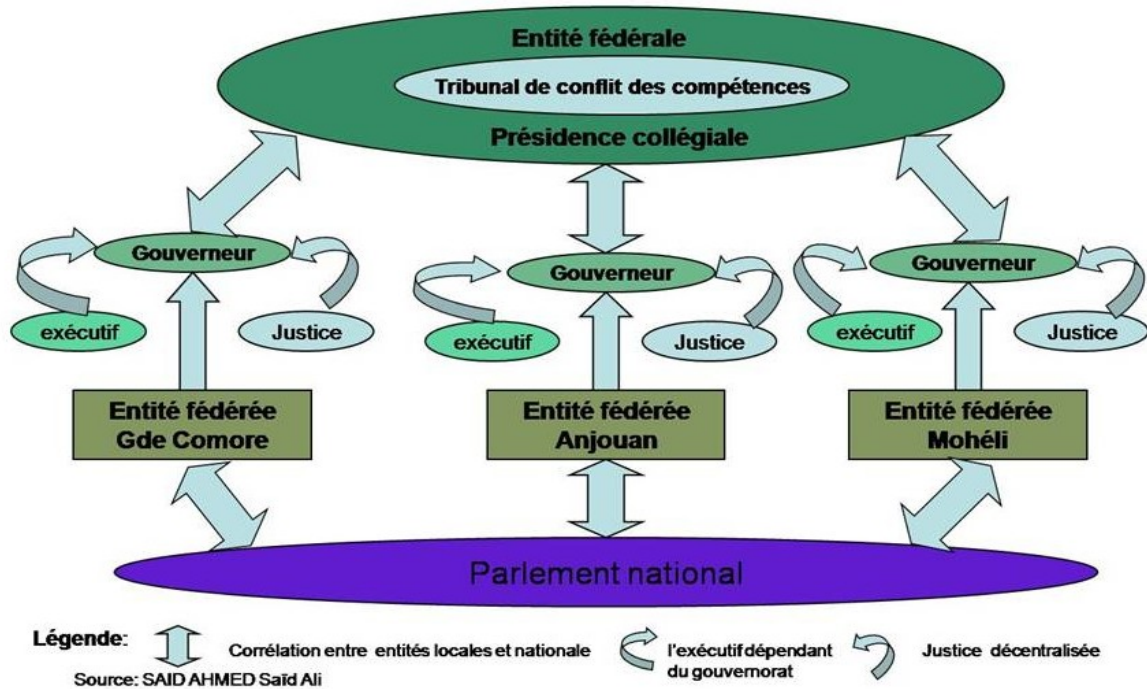 Entité fédérale
Tribunal de conflit des compétences
Présidence collégiale
Gouverneur
Gouverneur
Gouverneur
exécutif
Justice
exécutif
Justice
exécutif
Justice
Entité fédérée
Gde Comore
Entité fédérée
Anjouan
Entité fédérée
Mohéli
Parlement national
Légende:
Corrélation entre entités locales et nationale
l'exécutif dépendant
du gouvernorat
Justice décentralisée
Source: SAID AHMED Saïd Ali